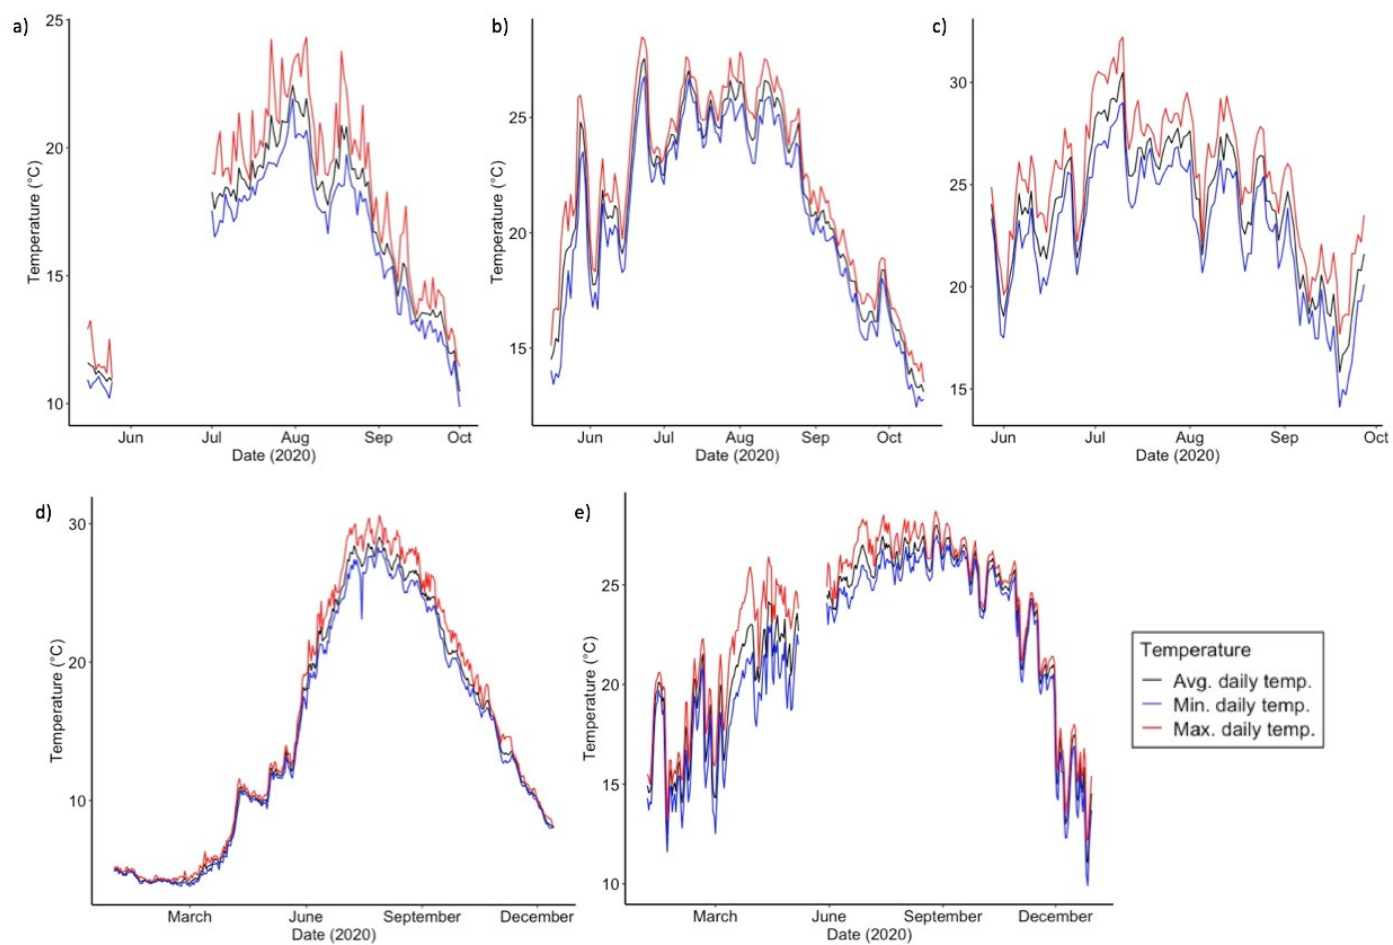 a)
25
20
15
10
Temperature (°C)
Jun
Jul
Aug
Sep
Oct
Date (2020)
b)
25
20
15
Temperature (°C)
Jun
Jul
Aug
Sep
Oct
Date (2020)
c)
30
25
20
15
Temperature (°C)
Jun
Jul
Aug
Sep
Oct
Date (2020)
d)
30
20
10
Temperature (°C)
March
June
September
December
Date (2020)
e)
25
20
15
10
Temperature (°C)
March
June
September
December
Date (2020)
Temperature
Avg. daily temp.
Min. daily temp.
Max. daily temp.